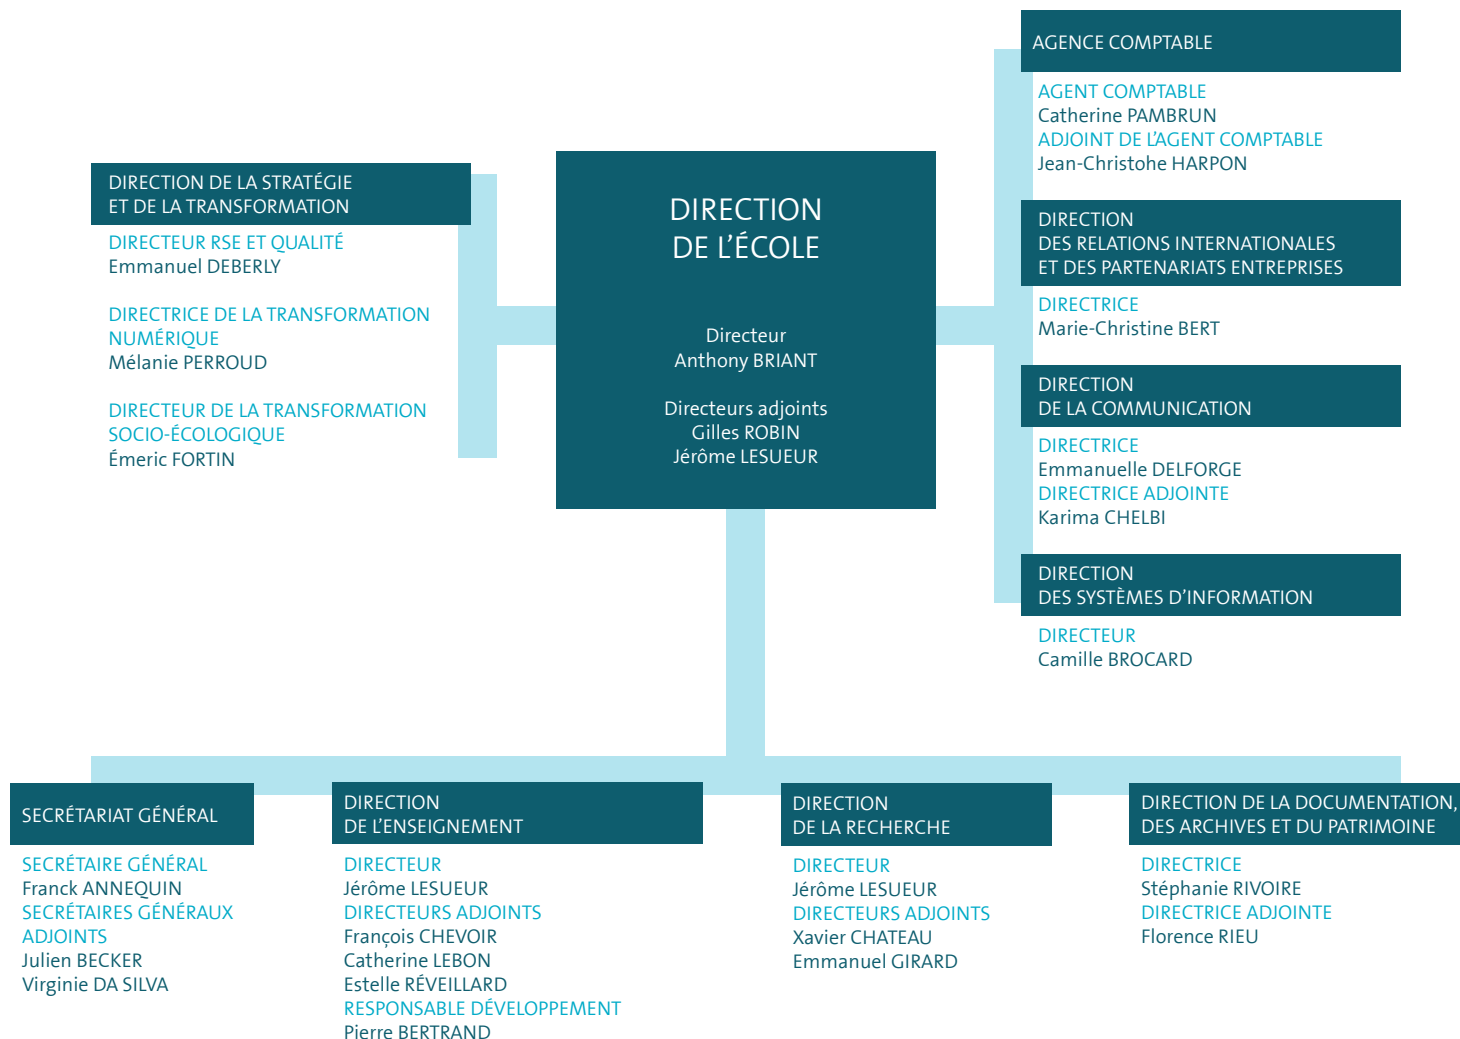 AGENCE COMPTABLE
AGENT COMPTABLE
Catherine PAMBRUN
ADJOINT DE L'AGENT COMPTABLE
Jean-Christohe HARPON
DIRECTION DE LA STRATÉGIE
ET DE LA TRANSFORMATION
DIRECTEUR RSE ET QUALITÉ
Emmanuel DEBERLY
DIRECTRICE DE LA TRANSFORMATION
NUMÉRIQUE
Mélanie PERROUD
DIRECTEUR DE LA TRANSFORMATION
SOCIO-ÉCOLOGIQUE
Émeric FORTIN
DIRECTION
DE L'ÉCOLE
Directeur
Anthony BRIANT
Directeurs adjoints
Gilles ROBIN
Jérôme LESUEUR
DIRECTION
DES RELATIONS INTERNATIONALES
ET DES PARTENARIATS ENTREPRISES
DIRECTRICE
Marie-Christine BERT
DIRECTION
DE LA COMMUNICATION
DIRECTRICE
Emmanuelle DELFORGE
DIRECTRICE ADJOINTE
Karima CHELBI
DIRECTION
DES SYSTÈMES D'INFORMATION
DIRECTEUR
Camille BROCARD
SECRÉTARIAT GÉNÉRAL
SECRÉTAIRE GÉNÉRAL
Franck ANNEQUIN
SECRÉTAIRES GÉNÉRAUX
ADJOINTS
Julien BECKER
Virginie DA SILVA
DIRECTION
DE L'ENSEIGNEMENT
DIRECTEUR
Jérôme LESUEUR
DIRECTEURS ADJOINTS
François CHEVOIR
Catherine LEBON
Estelle RÉVEILLARD
RESPONSABLE DÉVELOPPEMENT
Pierre BERTRAND
DIRECTION
DE LA RECHERCHE
DIRECTEUR
Jérôme LESUEUR
DIRECTEURS ADJOINTS
Xavier CHATEAU
Emmanuel GIRARD
DIRECTION DE LA DOCUMENTATION,
DES ARCHIVES ET DU PATRIMOINE
DIRECTRICE
Stéphanie RIVOIRE
DIRECTRICE ADJOINTE
Florence RIEU